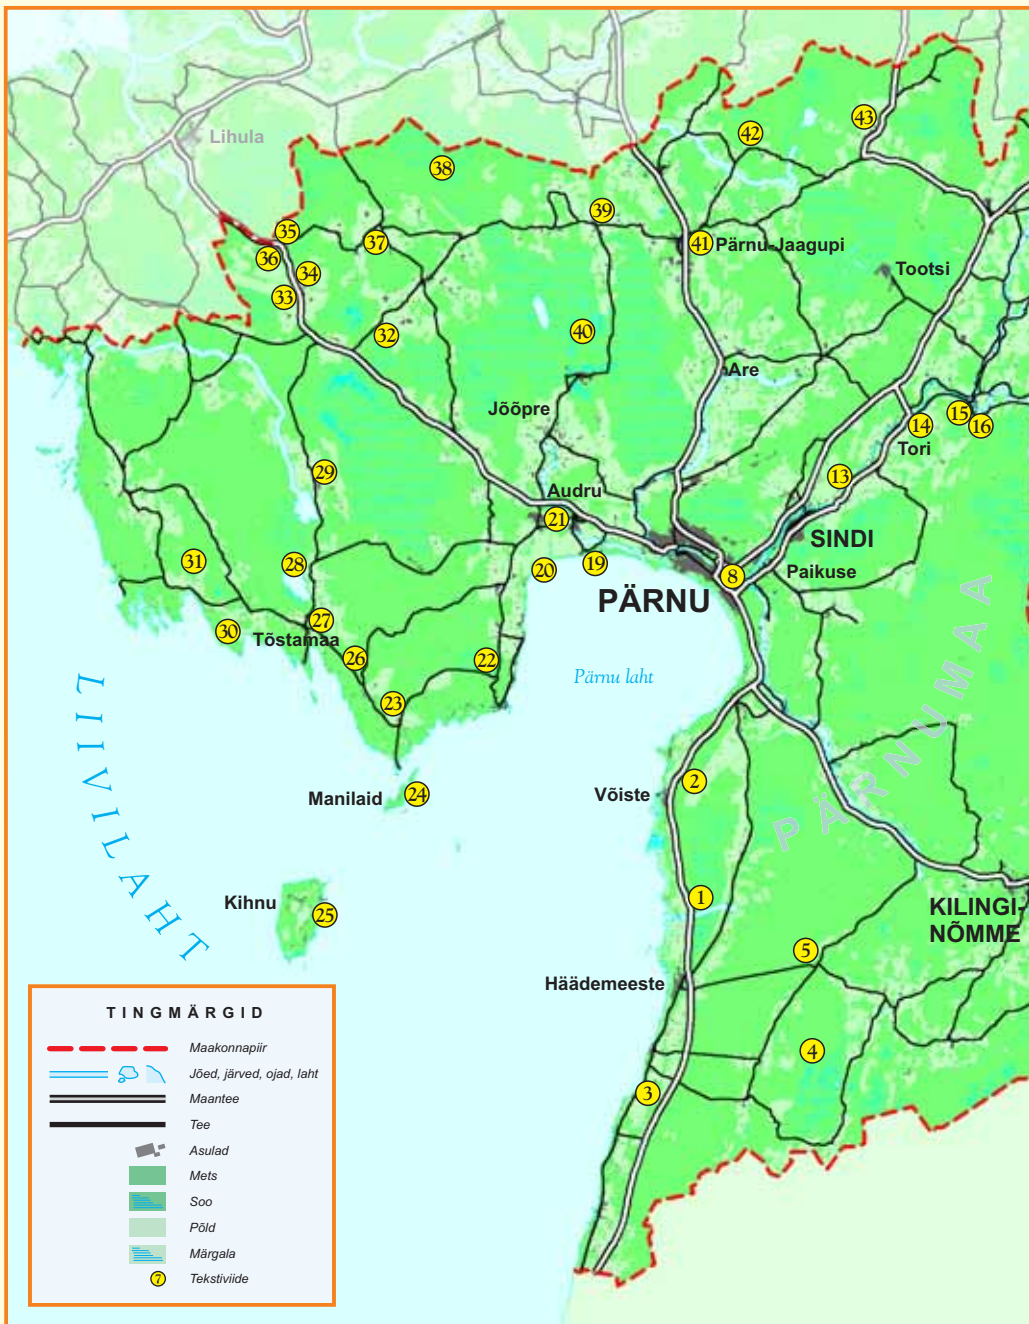 Lihula
38
42
43
35
37
39
41 Pärnu-Jaagupi
36
34
33
Tootsi
32
40
Are
Jõõpre
15
14
16
Tori
29
13
Audru
21
SINDI
31
28
20
19
8
Paikuse
PÄRNU
27
30
Tõstamaa
26
22
Pärnu laht
23
LIIVI LAHT
PÄRNUMAA
2
Manilaid
24
Võiste
Kihnu
25
1
KILINGI-
NÕMME
5
Häädemeeste
4
3
TINGMÄRGID
Maakonnapiir
Jõed, järved, ojad, laht
Maantee
Tee
Asulad
Mets
Soo
Põld
Märgala
7 Tekstiviide